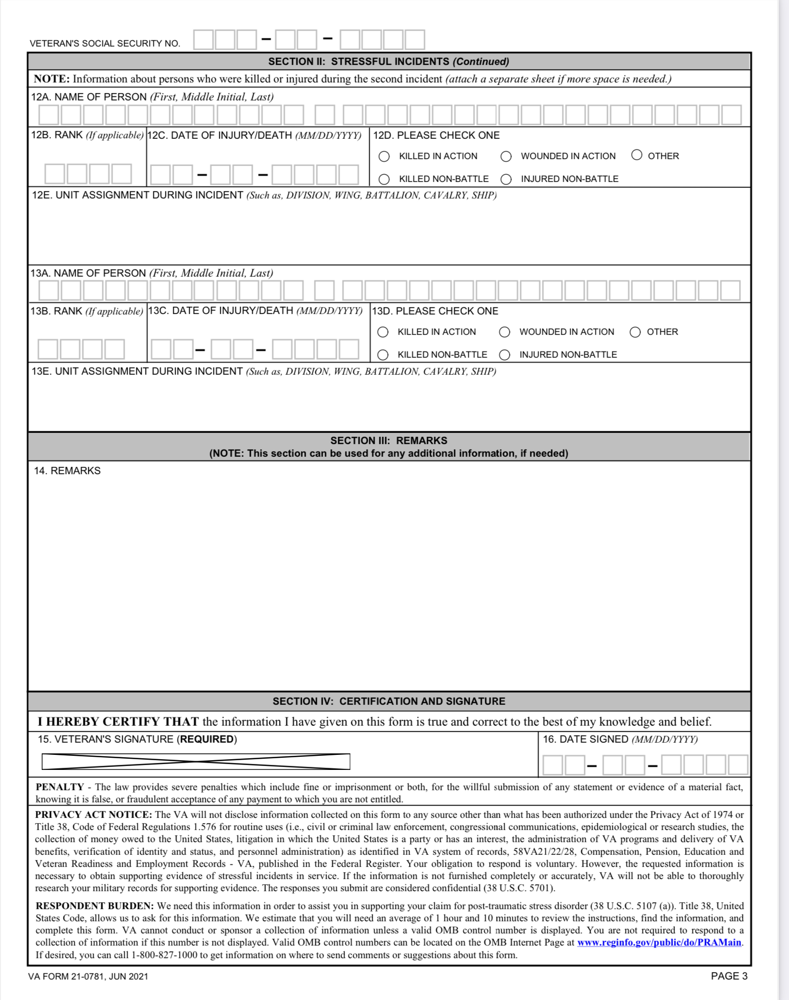 VETERAN'S SOCIAL SECURITY NO.
SECTION II: STRESSFUL INCIDENTS (Continued)
NOTE: Information about persons who were killed or injured during the second incident (attach a separate sheet if more space is needed.)
12A. NAME OF PERSON (First, Middle Initial, Last)
12B. RANK (If applicable) 12C. DATE OF INJURY/DEATH (MM/DD/YYYY) 12D. PLEASE CHECK ONE
KILLED IN ACTION WOUNDED IN ACTION OTHER
KILLED NON-BATTLE INJURED NON-BATTLE
12E. UNIT ASSIGNMENT DURING INCIDENT (Such as, DIVISION, WING, BATTALION, CAVALRY, SHIP)
13A. NAME OF PERSON (First, Middle Initial, Last)
13B. RANK (If applicable) 13C. DATE OF INJURY/DEATH (MM/DD/YYYY) 13D. PLEASE CHECK ONE
KILLED IN ACTION WOUNDED IN ACTION OTHER
KILLED NON-BATTLE INJURED NON-BATTLE
13E. UNIT ASSIGNMENT DURING INCIDENT (Such as, DIVISION, WING, BATTALION, CAVALRY, SHIP)
SECTION III: REMARKS
(NOTE: This section can be used for any additional information, if needed)
14. REMARKS
SECTION IV: CERTIFICATION AND SIGNATURE
I HEREBY CERTIFY THAT the information I have given on this form is true and correct to the best of my knowledge and belief.
15. VETERAN'S SIGNATURE (REQUIRED) 16. DATE SIGNED (MM/DD/YYYY)
PENALTY - The law provides severe penalties which include fine or imprisonment or both, for the willful submission of any statement or evidence of a material fact,
knowing it is false, or fraudulent acceptance of any payment to which you are not entitled.
PRIVACY ACT NOTICE: The VA will not disclose information collected on this form to any source other than what has been authorized under the Privacy Act of 1974 or
Title 38, Code of Federal Regulations 1.576 for routine uses (i.e., civil or criminal law enforcement, congressional communications, epidemiological or research studies, the
collection of money owed to the United States, litigation in which the United States is a party or has an interest, the administration of VA programs and delivery of VA
benefits, verification of identity and status, and personnel administration) as identified in VA system of records, 58VA21/22/28, Compensation, Pension, Education and
Veteran Readiness and Employment Records - VA, published in the Federal Register. Your obligation to respond is voluntary. However, the requested information is
necessary to obtain supporting evidence of stressful incidents in service. If the information is not furnished completely or accurately, VA will not be able to thoroughly
research your military records for supporting evidence. The responses you submit are considered confidential (38 U.S.C. 5701).
RESPONDENT BURDEN: We need this information in order to assist you in supporting your claim for post-traumatic stress disorder (38 U.S.C. 5107 (a)). Title 38, United
States Code, allows us to ask for this information. We estimate that you will need an average of 1 hour and 10 minutes to review the instructions, find the information, and
complete this form. VA cannot conduct or sponsor a collection of information unless a valid OMB control number is displayed. You are not required to respond to a
collection of information if this number is not displayed. Valid OMB control numbers can be located on the OMB Internet Page at www.reginfo.gov/public/do/PRAMain.
If desired, you can call 1-800-827-1000 to get information on where to send comments or suggestions about this form.
VA FORM 21-0781, JUN 2021 PAGE 3